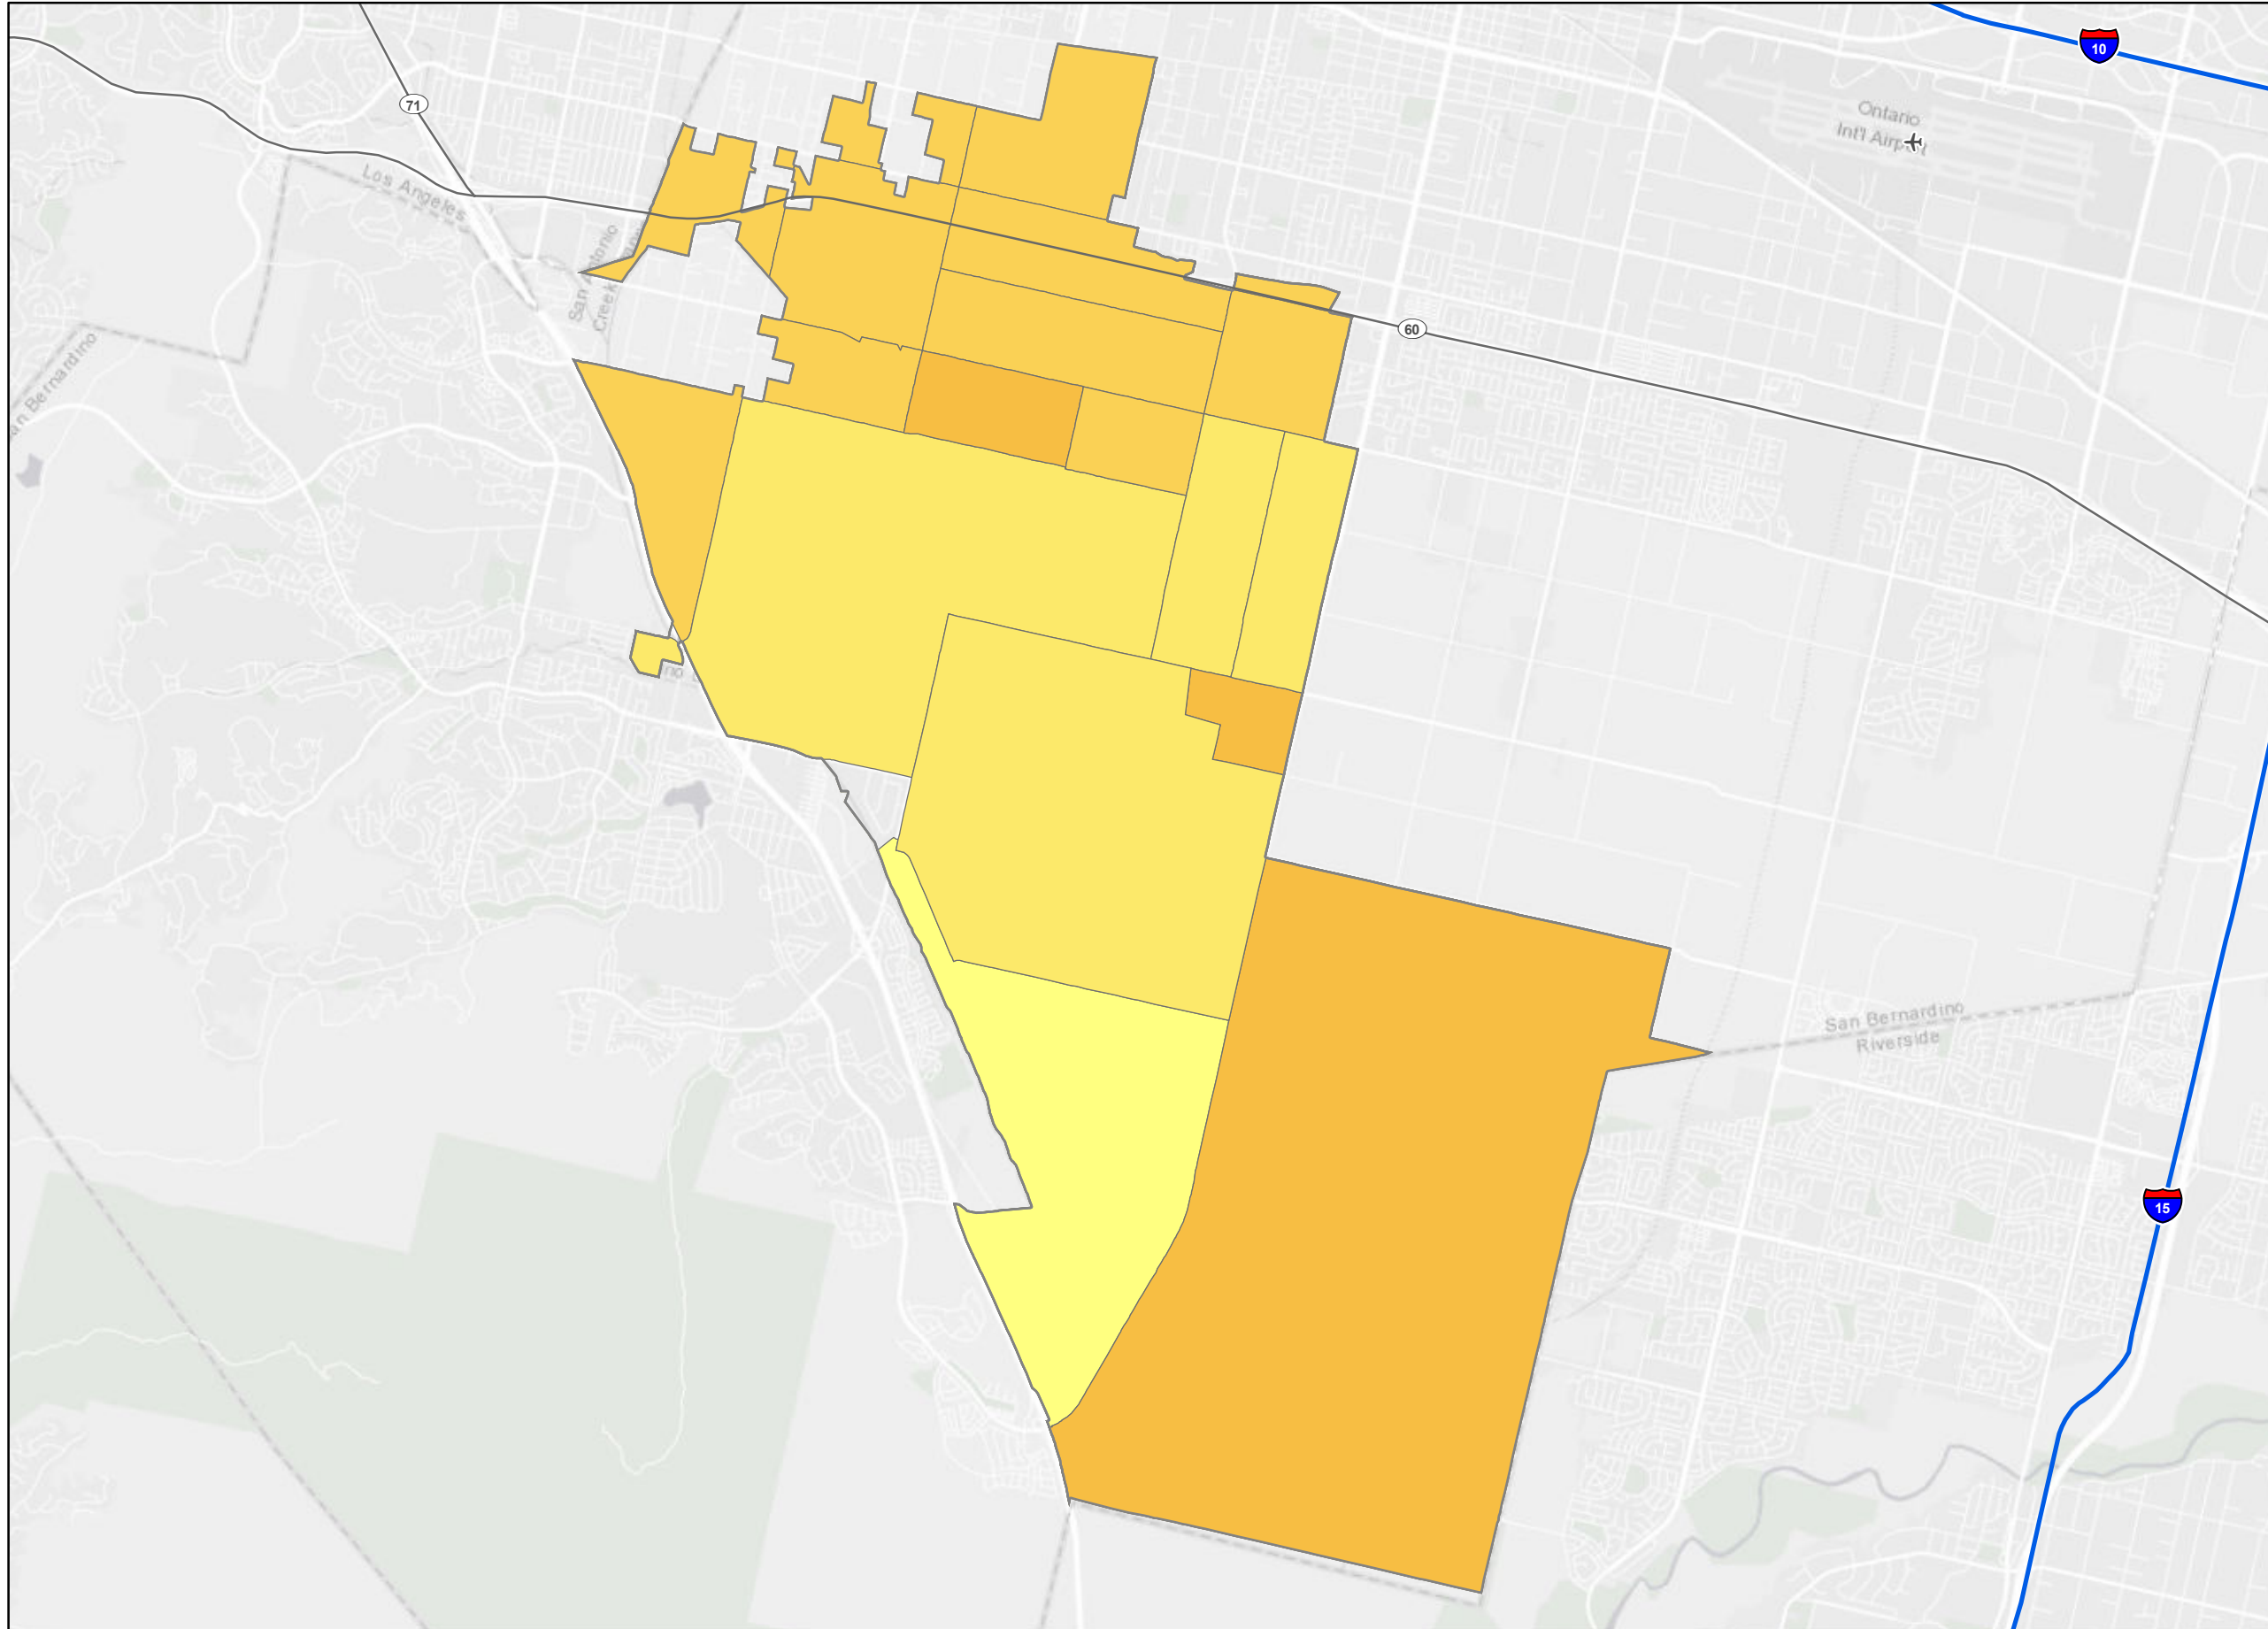 10
71
Ontario
Int'l Airport
Los Angeles
San Antonio
Creek
60
San Bernardino
San Bernardino
Riverside
15